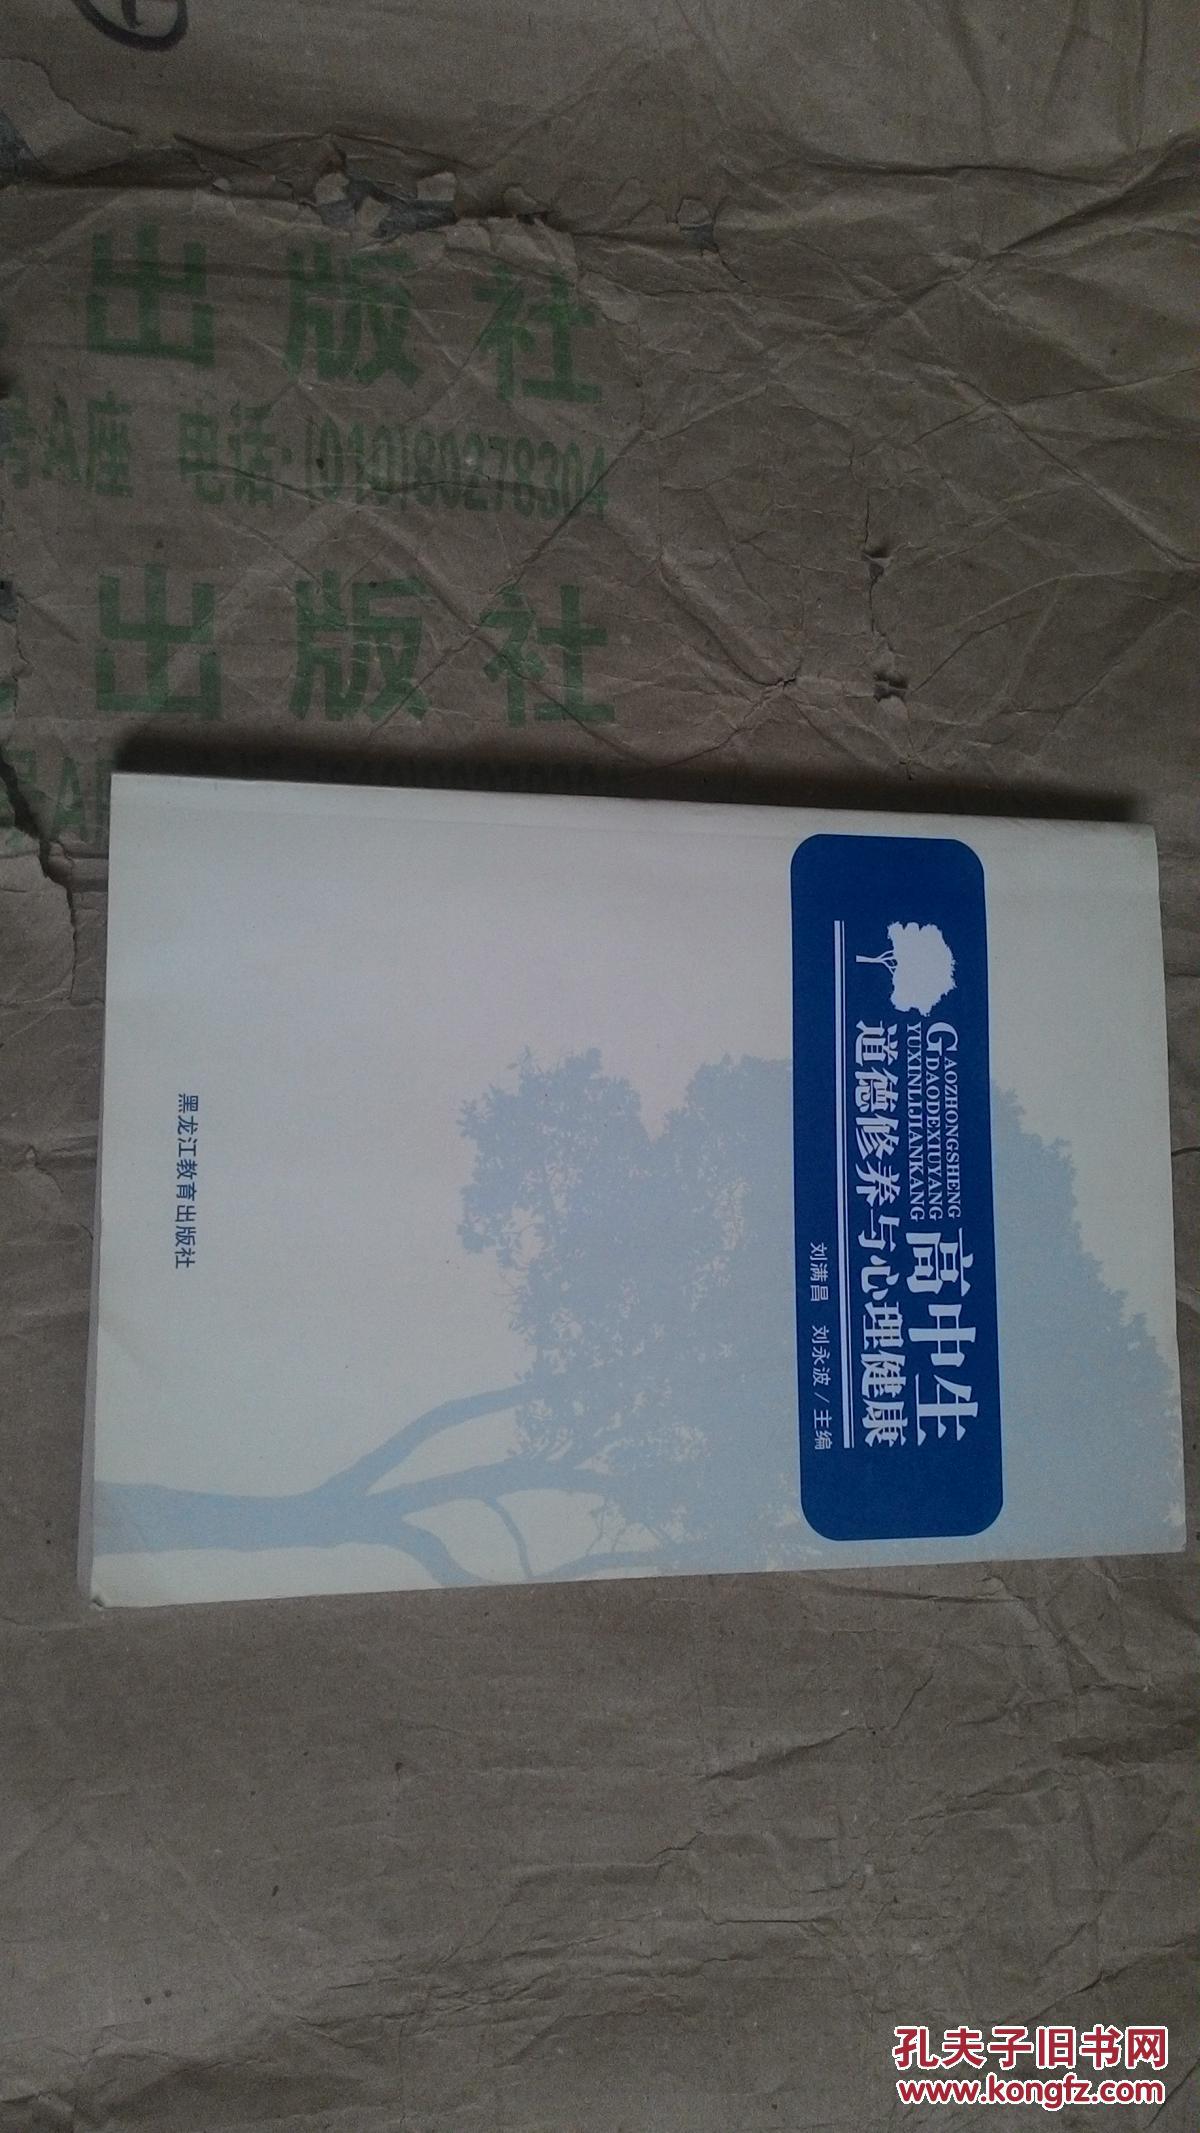 出版社
座 电话:(010)80278304
出版社
GAOZHONGSHENG
DAODEXIUYANG
YUXINLIJIANKANG
高中生
道德修养与心理健康
刘满昌 刘永波/主编
黑龙江教育出版社
孔夫子旧书网
www.kongfz.com